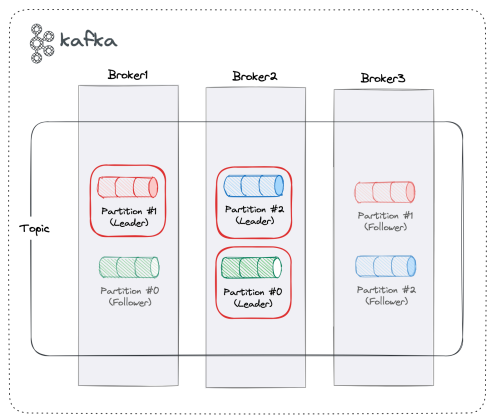 kafka
Broker1
Broker2
Broker3
Topic
Partition #1
(Leader)
Partition #2
(Leader)
Partition #1
(Follower)
Partition #0
(Follower)
Partition #0
(Leader)
Partition #2
(Follower)